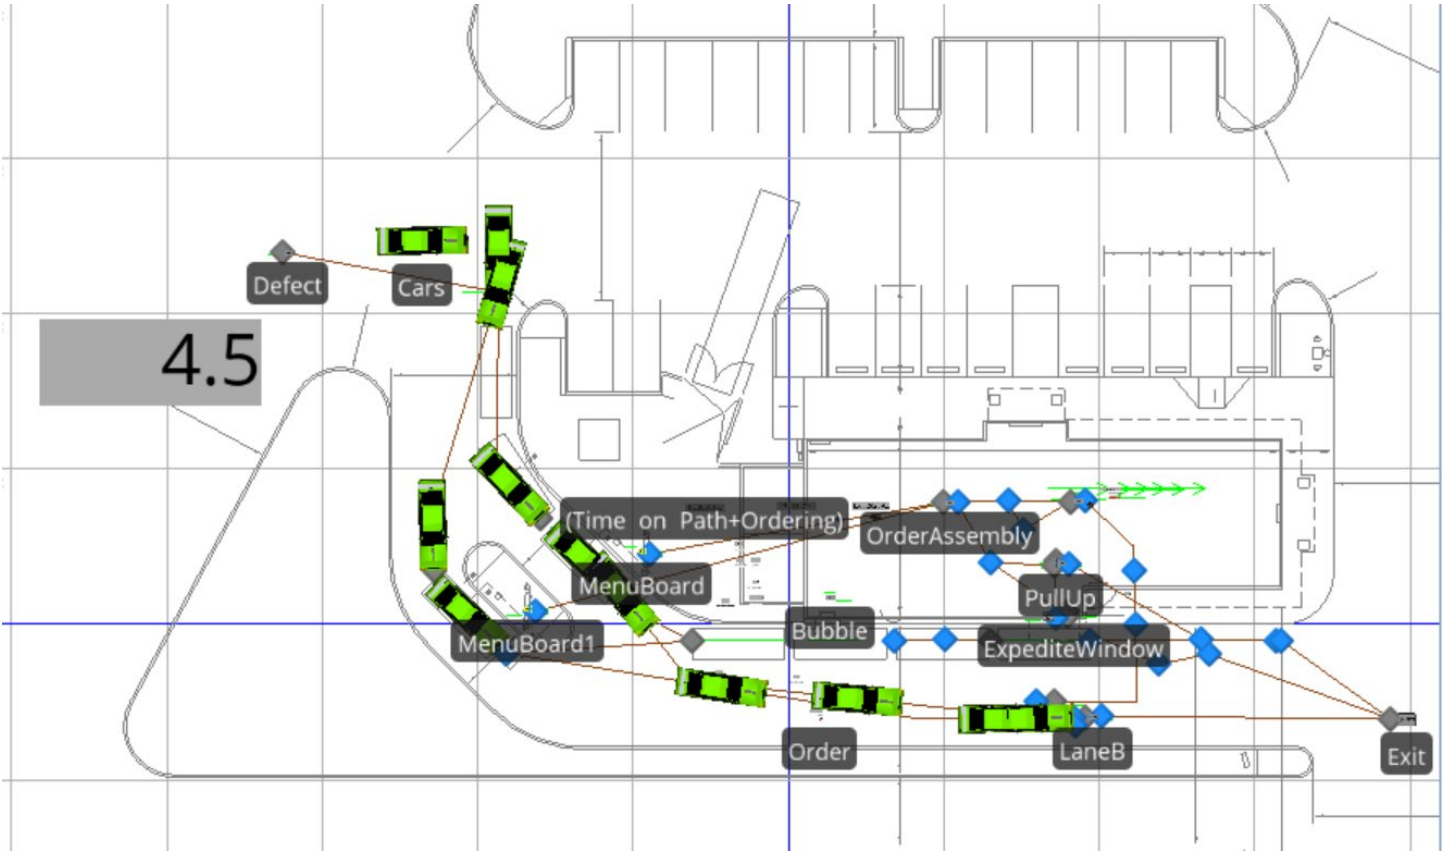 Defect
Cars
4.5
(Time on Path+Ordering)
OrderAssembly
MenuBoard
PullUp
MenuBoard1
Bubble
ExpediteWindow
Order
LaneB
Exit